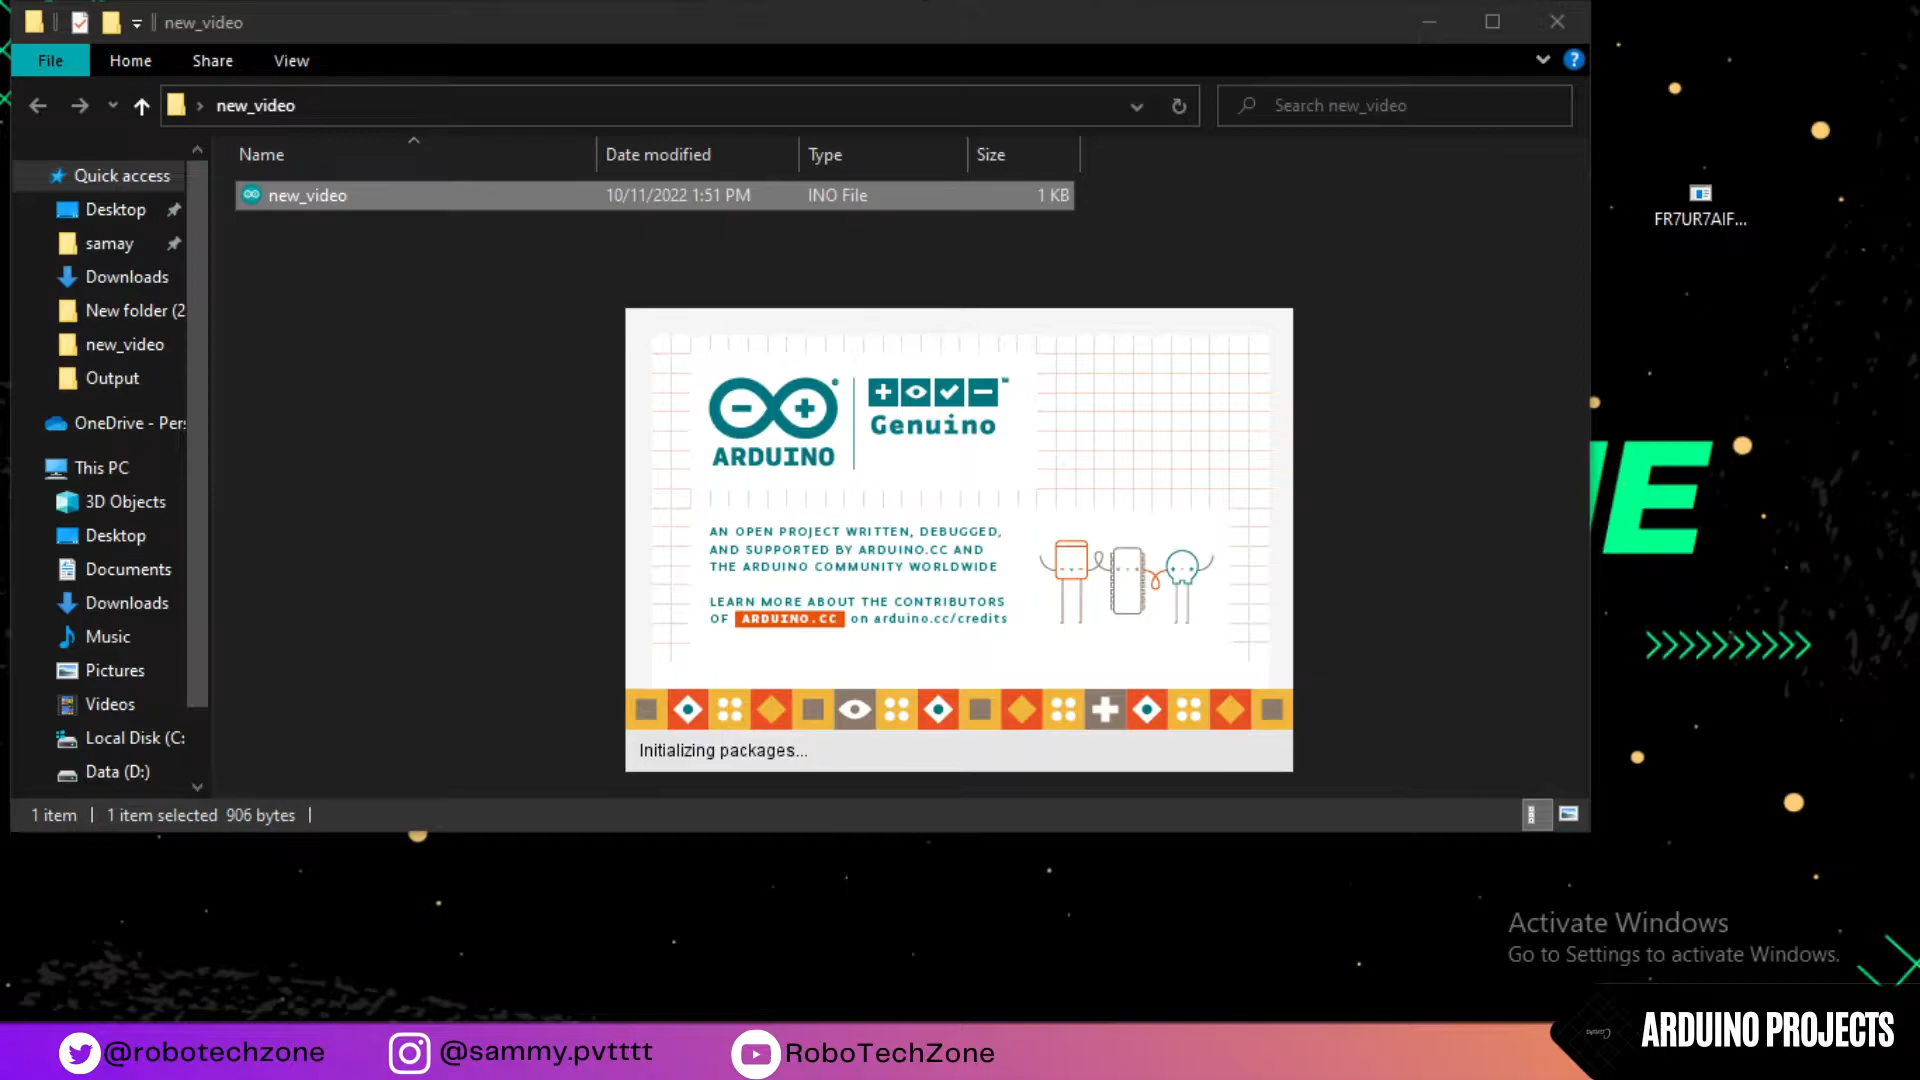 new_video
File Home Share View
new_video
Search new_video
Name Date modified Type Size
new_video 10/11/2022 1:51 PM INO File 1 KB
Quick access
Desktop
samay
Downloads
New folder (2
new_video
Output
OneDrive - Pers
This PC
3D Objects
Desktop
Documents
Downloads
Music
Pictures
Videos
Local Disk (C:
Data (D:)
FR7UR7AIF...
ARDUINO
Genuino
™
AN OPEN PROJECT WRITTEN, DEBUGGED,
AND SUPPORTED BY ARDUINO.CC AND
THE ARDUINO COMMUNITY WORLDWIDE
LEARN MORE ABOUT THE CONTRIBUTORS
OF ARDUINO.CC on arduino.cc/credits
Initializing packages...
1 item 1 item selected 906 bytes
E
Activate Windows
Go to Settings to activate Windows.
@robotechzone @sammy.pvtttt RoboTechZone
ARDUINO PROJECTS